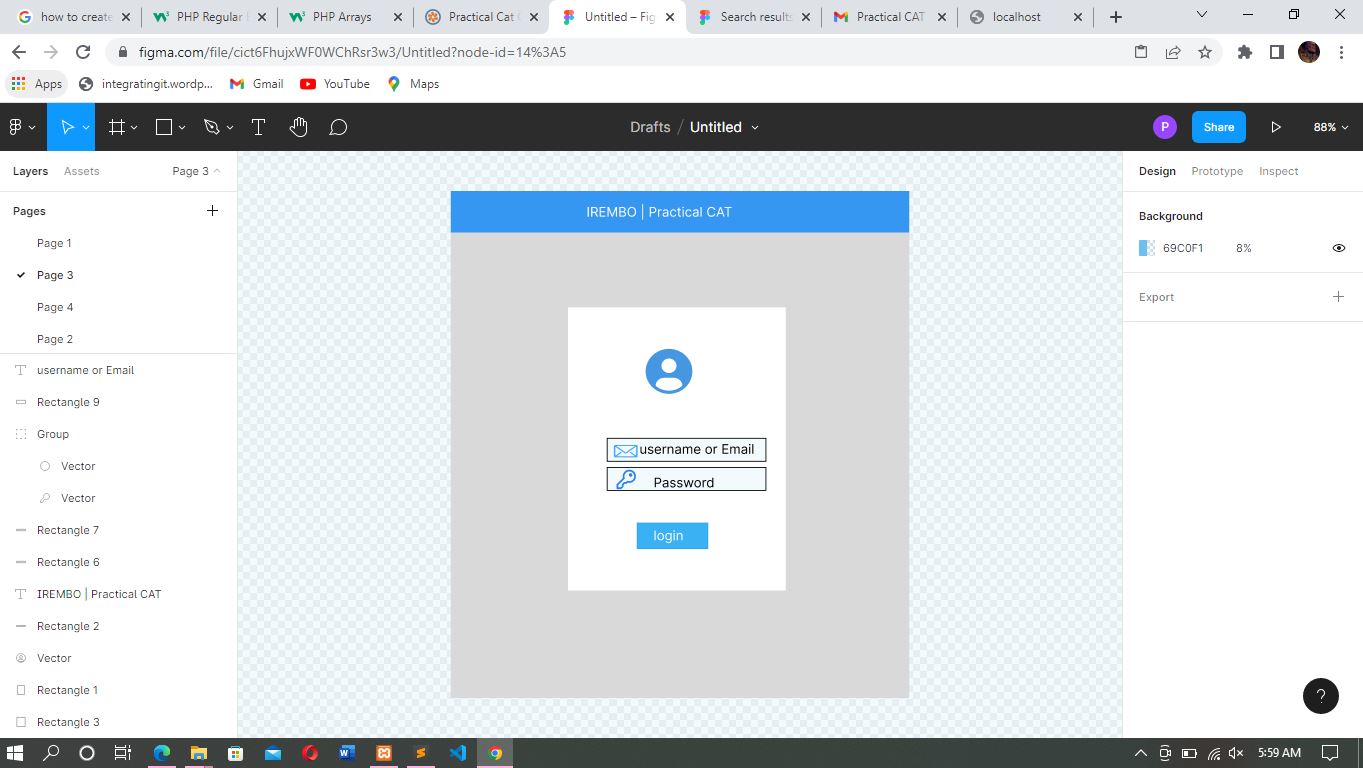 how to create
PHP Regular
PHP Arrays
Practical Cat
Untitled – Fig
Search results
Practical CAT
localhost
figma.com/file/cict6FhujxWF0WChRsr3w3/Untitled?node-id=14%3A5
Apps
integratingit.wordp...
Gmail
YouTube
Maps
Drafts / Untitled
P
Share
88%
Layers
Assets
Page 3
Design
Prototype
Inspect
Pages
Page 1
Page 3
Page 4
Page 2
username or Email
Rectangle 9
Group
Vector
Vector
Rectangle 7
Rectangle 6
IREMBO | Practical CAT
Rectangle 2
Vector
Rectangle 1
Rectangle 3
IREMBO | Practical CAT
username or Email
Password
login
Background
69C0F1
8%
Export
?
5:59 AM